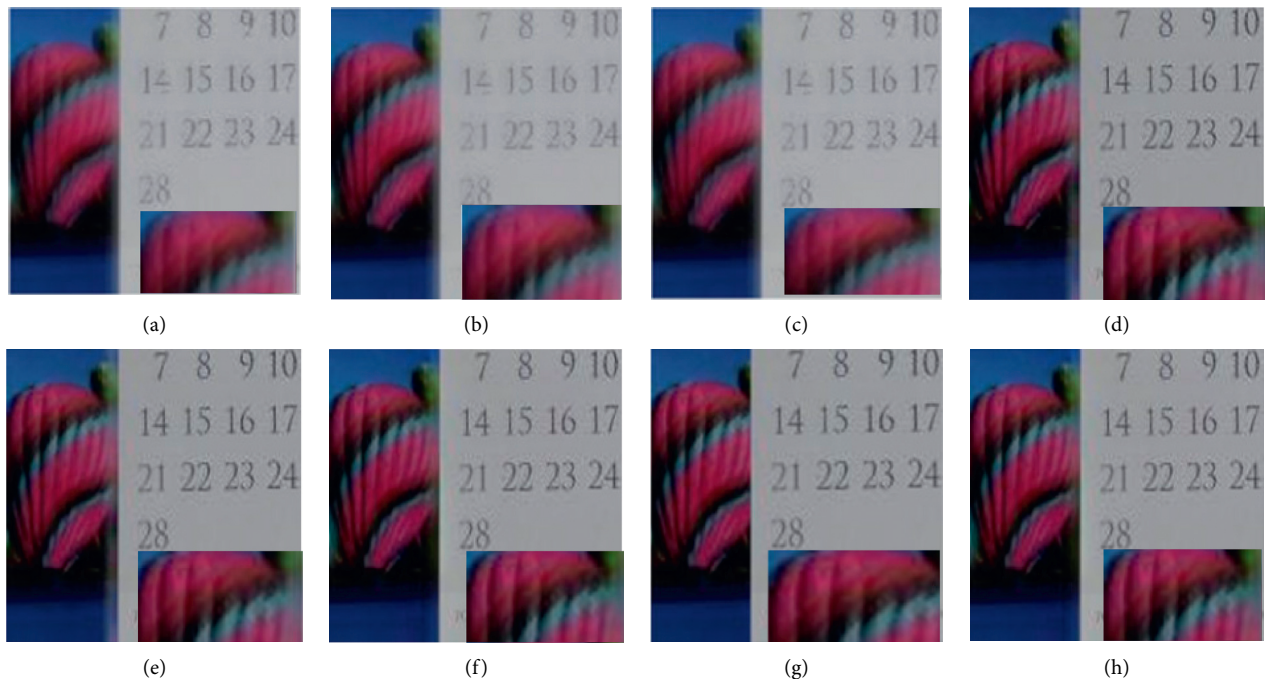 7 8 9 10 7 8 9 10 7 8 9 10 7 8 9 10
14 15 16 17 14 15 16 17 14 15 16 17 14 15 16 17
21 22 23 24 21 22 23 24 21 22 23 24 21 22 23 24
28 28 28 28
(a) (b) (c) (d)
7 8 9 10 7 8 9 10 7 8 9 10 7 8 9 10
14 15 16 17 14 15 16 17 14 15 16 17 14 15 16 17
21 22 23 24 21 22 23 24 21 22 23 24 21 22 23 24
28 28 28 28
(e) (f) (g) (h)